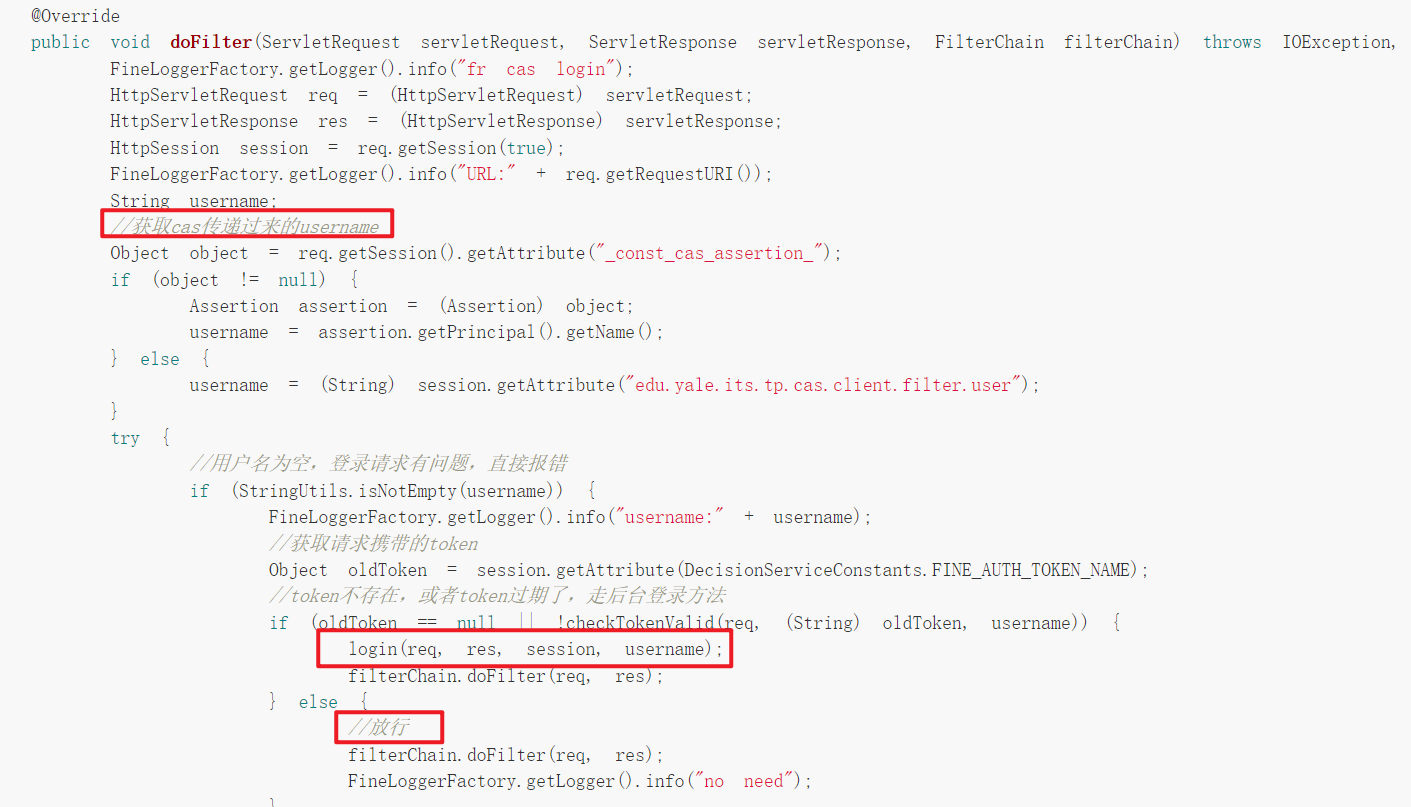 @Override
public void doFilter(ServletRequest servletRequest, ServletResponse servletResponse, FilterChain filterChain) throws IOException,
FineLoggerFactory.getLogger().info("fr cas login");
HttpServletRequest req = (HttpServletRequest) servletRequest;
HttpServletResponse res = (HttpServletResponse) servletResponse;
HttpSession session = req.getSession(true);
FineLoggerFactory.getLogger().info("URL:" + req.getRequestURI());
String username;
//获取cas传递过来的username
Object object = req.getSession().getAttribute("_const_cas_assertion_");
if (object != null) {
Assertion assertion = (Assertion) object;
username = assertion.getPrincipal().getName();
} else {
username = (String) session.getAttribute("edu.yale.its.tp.cas.client.filter.user");
}
try {
//用户名为空，登录请求有问题，直接报错
if (StringUtils.isNotEmpty(username)) {
FineLoggerFactory.getLogger().info("username:" + username);
//获取请求携带的token
Object oldToken = session.getAttribute(DecisionServiceConstants.FINE_AUTH_TOKEN_NAME);
//token不存在，或者token过期了，走后台登录方法
if (oldToken == null || !checkTokenValid(req, (String) oldToken, username)) {
login(req, res, session, username);
filterChain.doFilter(req, res);
} else {
//放行
filterChain.doFilter(req, res);
FineLoggerFactory.getLogger().info("no need");
}